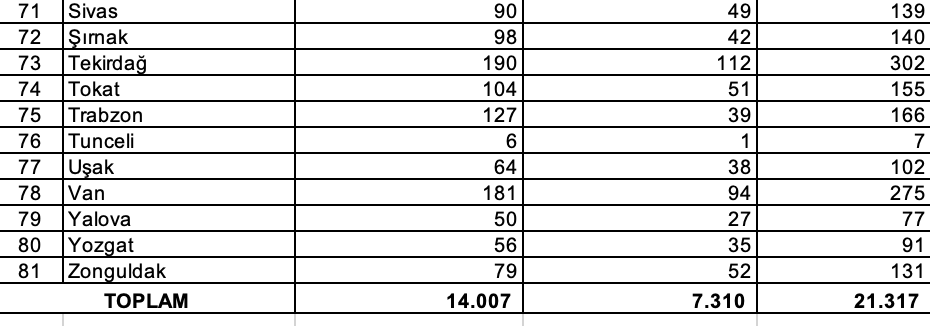 71 Sivas 90 49 139
72 Şırnak 98 42 140
73 Tekirdağ 190 112 302
74 Tokat 104 51 155
75 Trabzon 127 39 166
76 Tunceli 6 1 7
77 Uşak 64 38 102
78 Van 181 94 275
79 Yalova 50 27 77
80 Yozgat 56 35 91
81 Zonguldak 79 52 131
TOPLAM 14.007 7.310 21.317